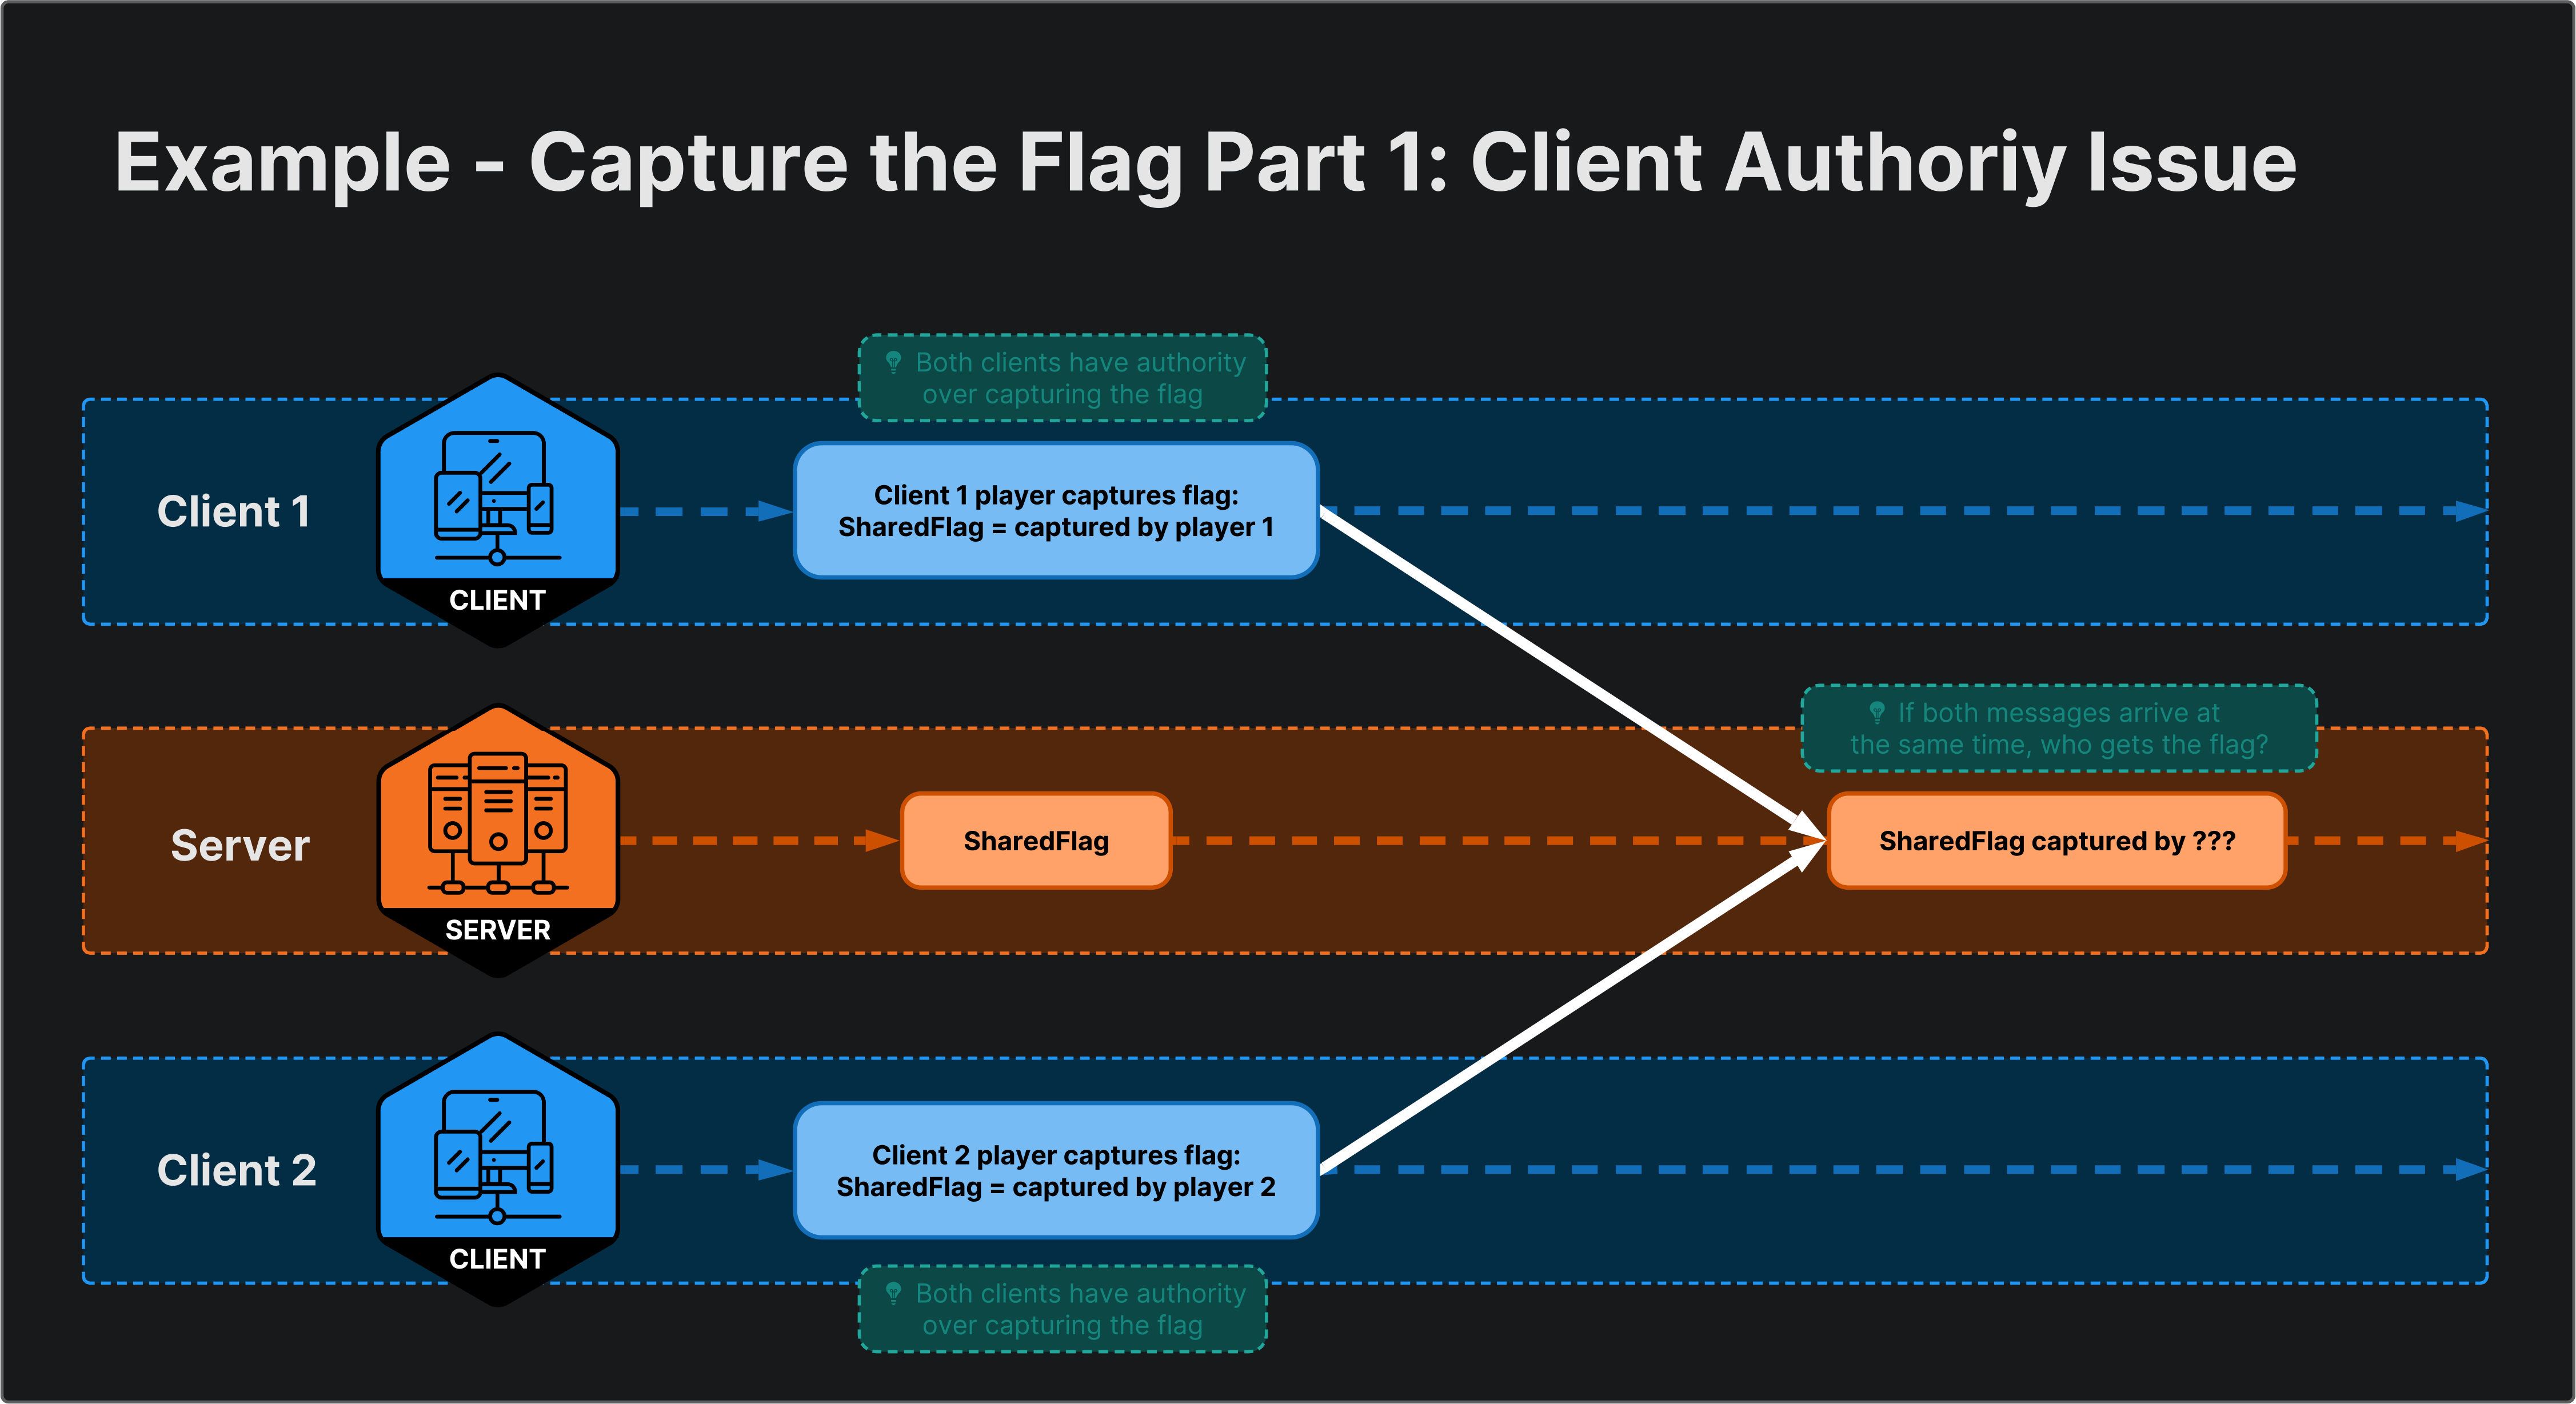 Example - Capture the Flag Part 1: Client Authoriy Issue
Both clients have authority
over capturing the flag
Client 1
CLIENT
Client 1 player captures flag:
SharedFlag = captured by player 1
If both messages arrive at
the same time, who gets the flag?
Server
SERVER
SharedFlag
SharedFlag captured by ???
Client 2
CLIENT
Client 2 player captures flag:
SharedFlag = captured by player 2
Both clients have authority
over capturing the flag